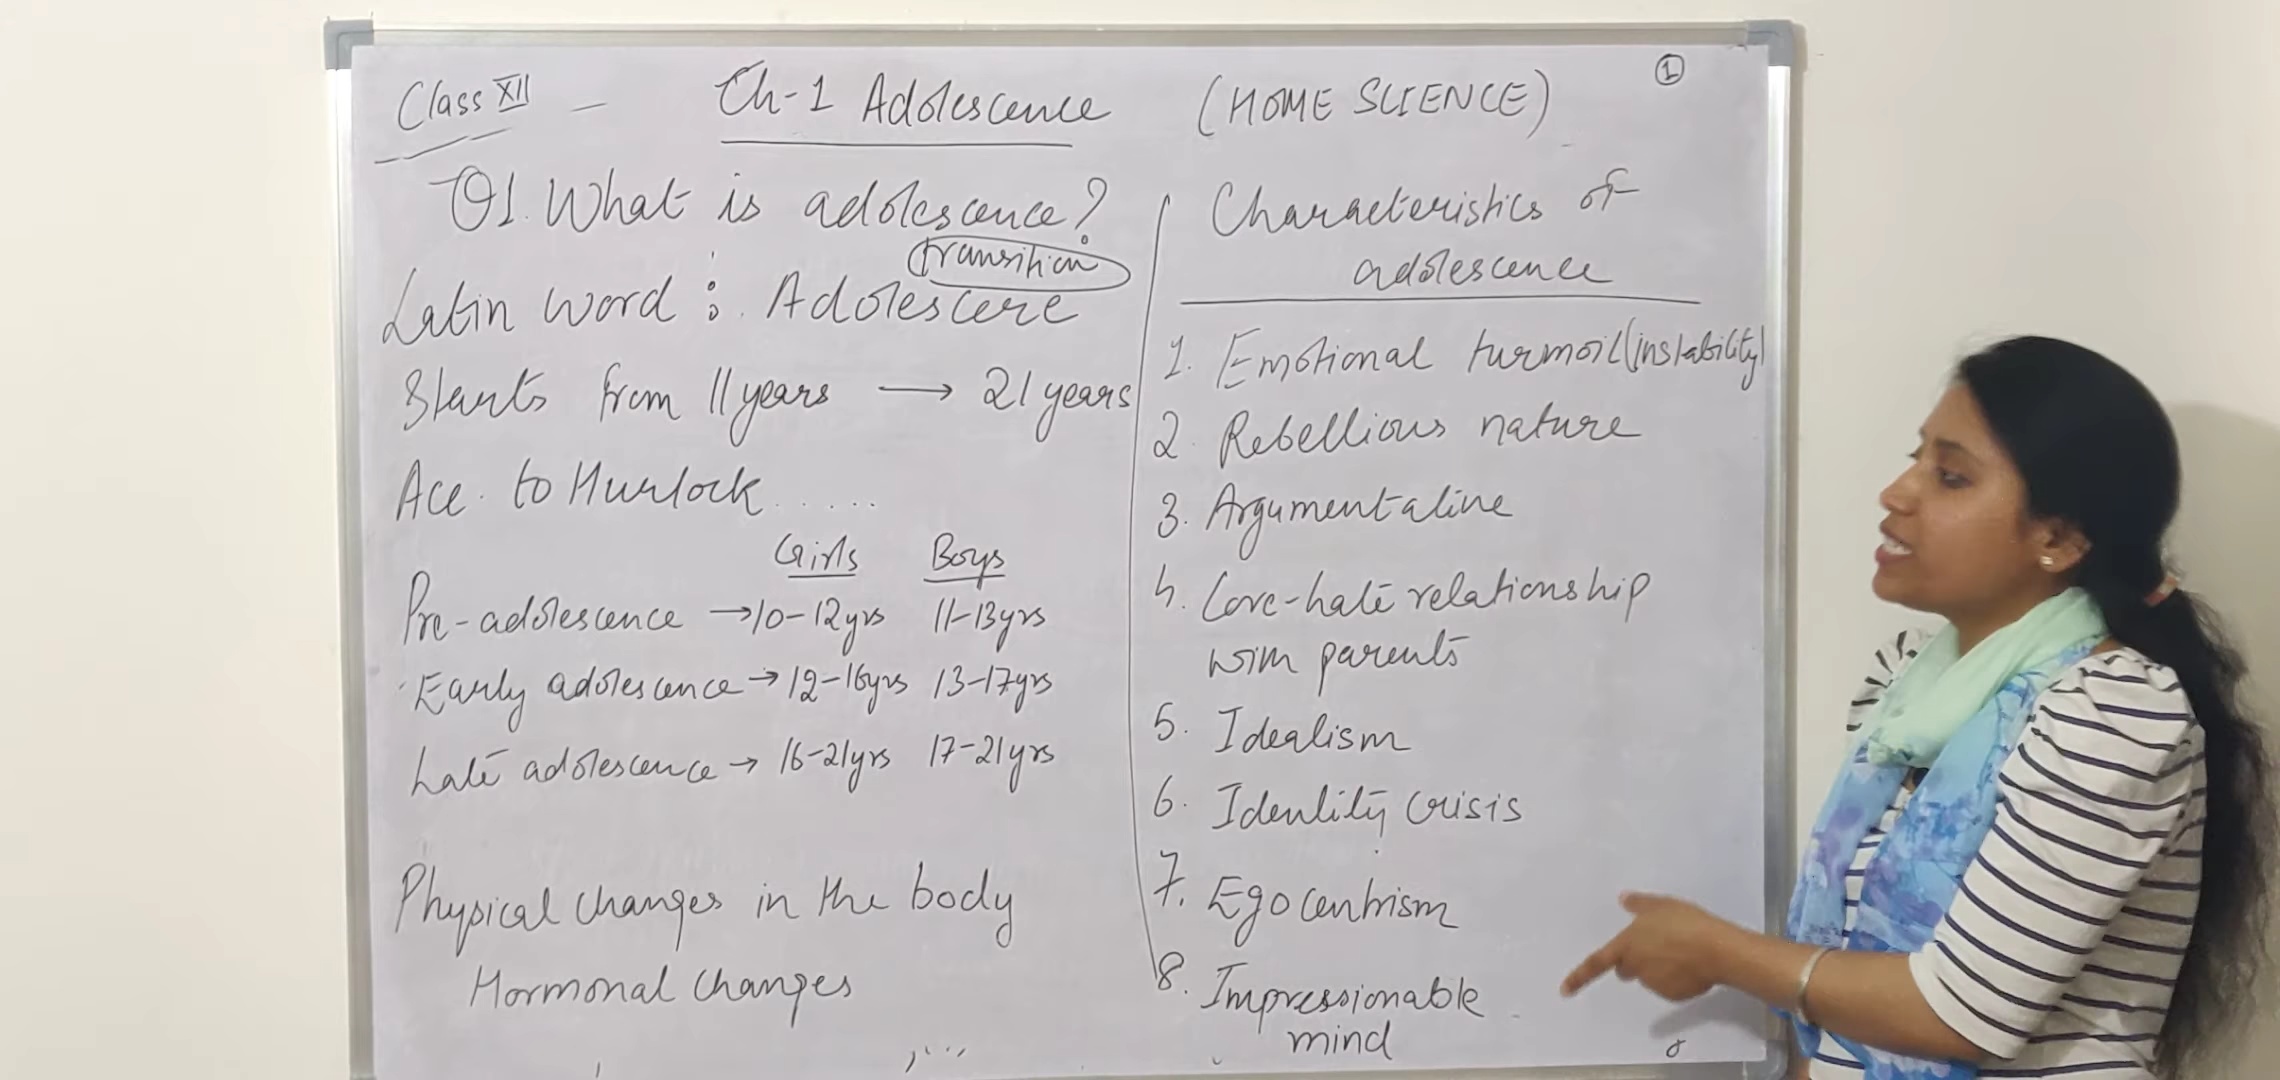 Class XII - Ch-1 Adolescence (HOME SCIENCE) 1
Q1. What is adolescence?
transition
Latin word : Adolescere
Starts from 11 years → 21 years
Acc. to Hurlock .....
Girls Boys
Pre-adolescence → 10-12yrs 11-13yrs
Early adolescence → 12-16yrs 13-17yrs
Late adolescence → 16-21yrs 17-21yrs
Physical changes in the body
Hormonal changes
Characteristics of
adolescence
1. Emotional turmoil (instability)
2. Rebellious nature
3. Argumentative
4. Love-hate relationship
with parents
5. Idealism
6. Identity crisis
7. Egocentrism
8. Impressionable
mind